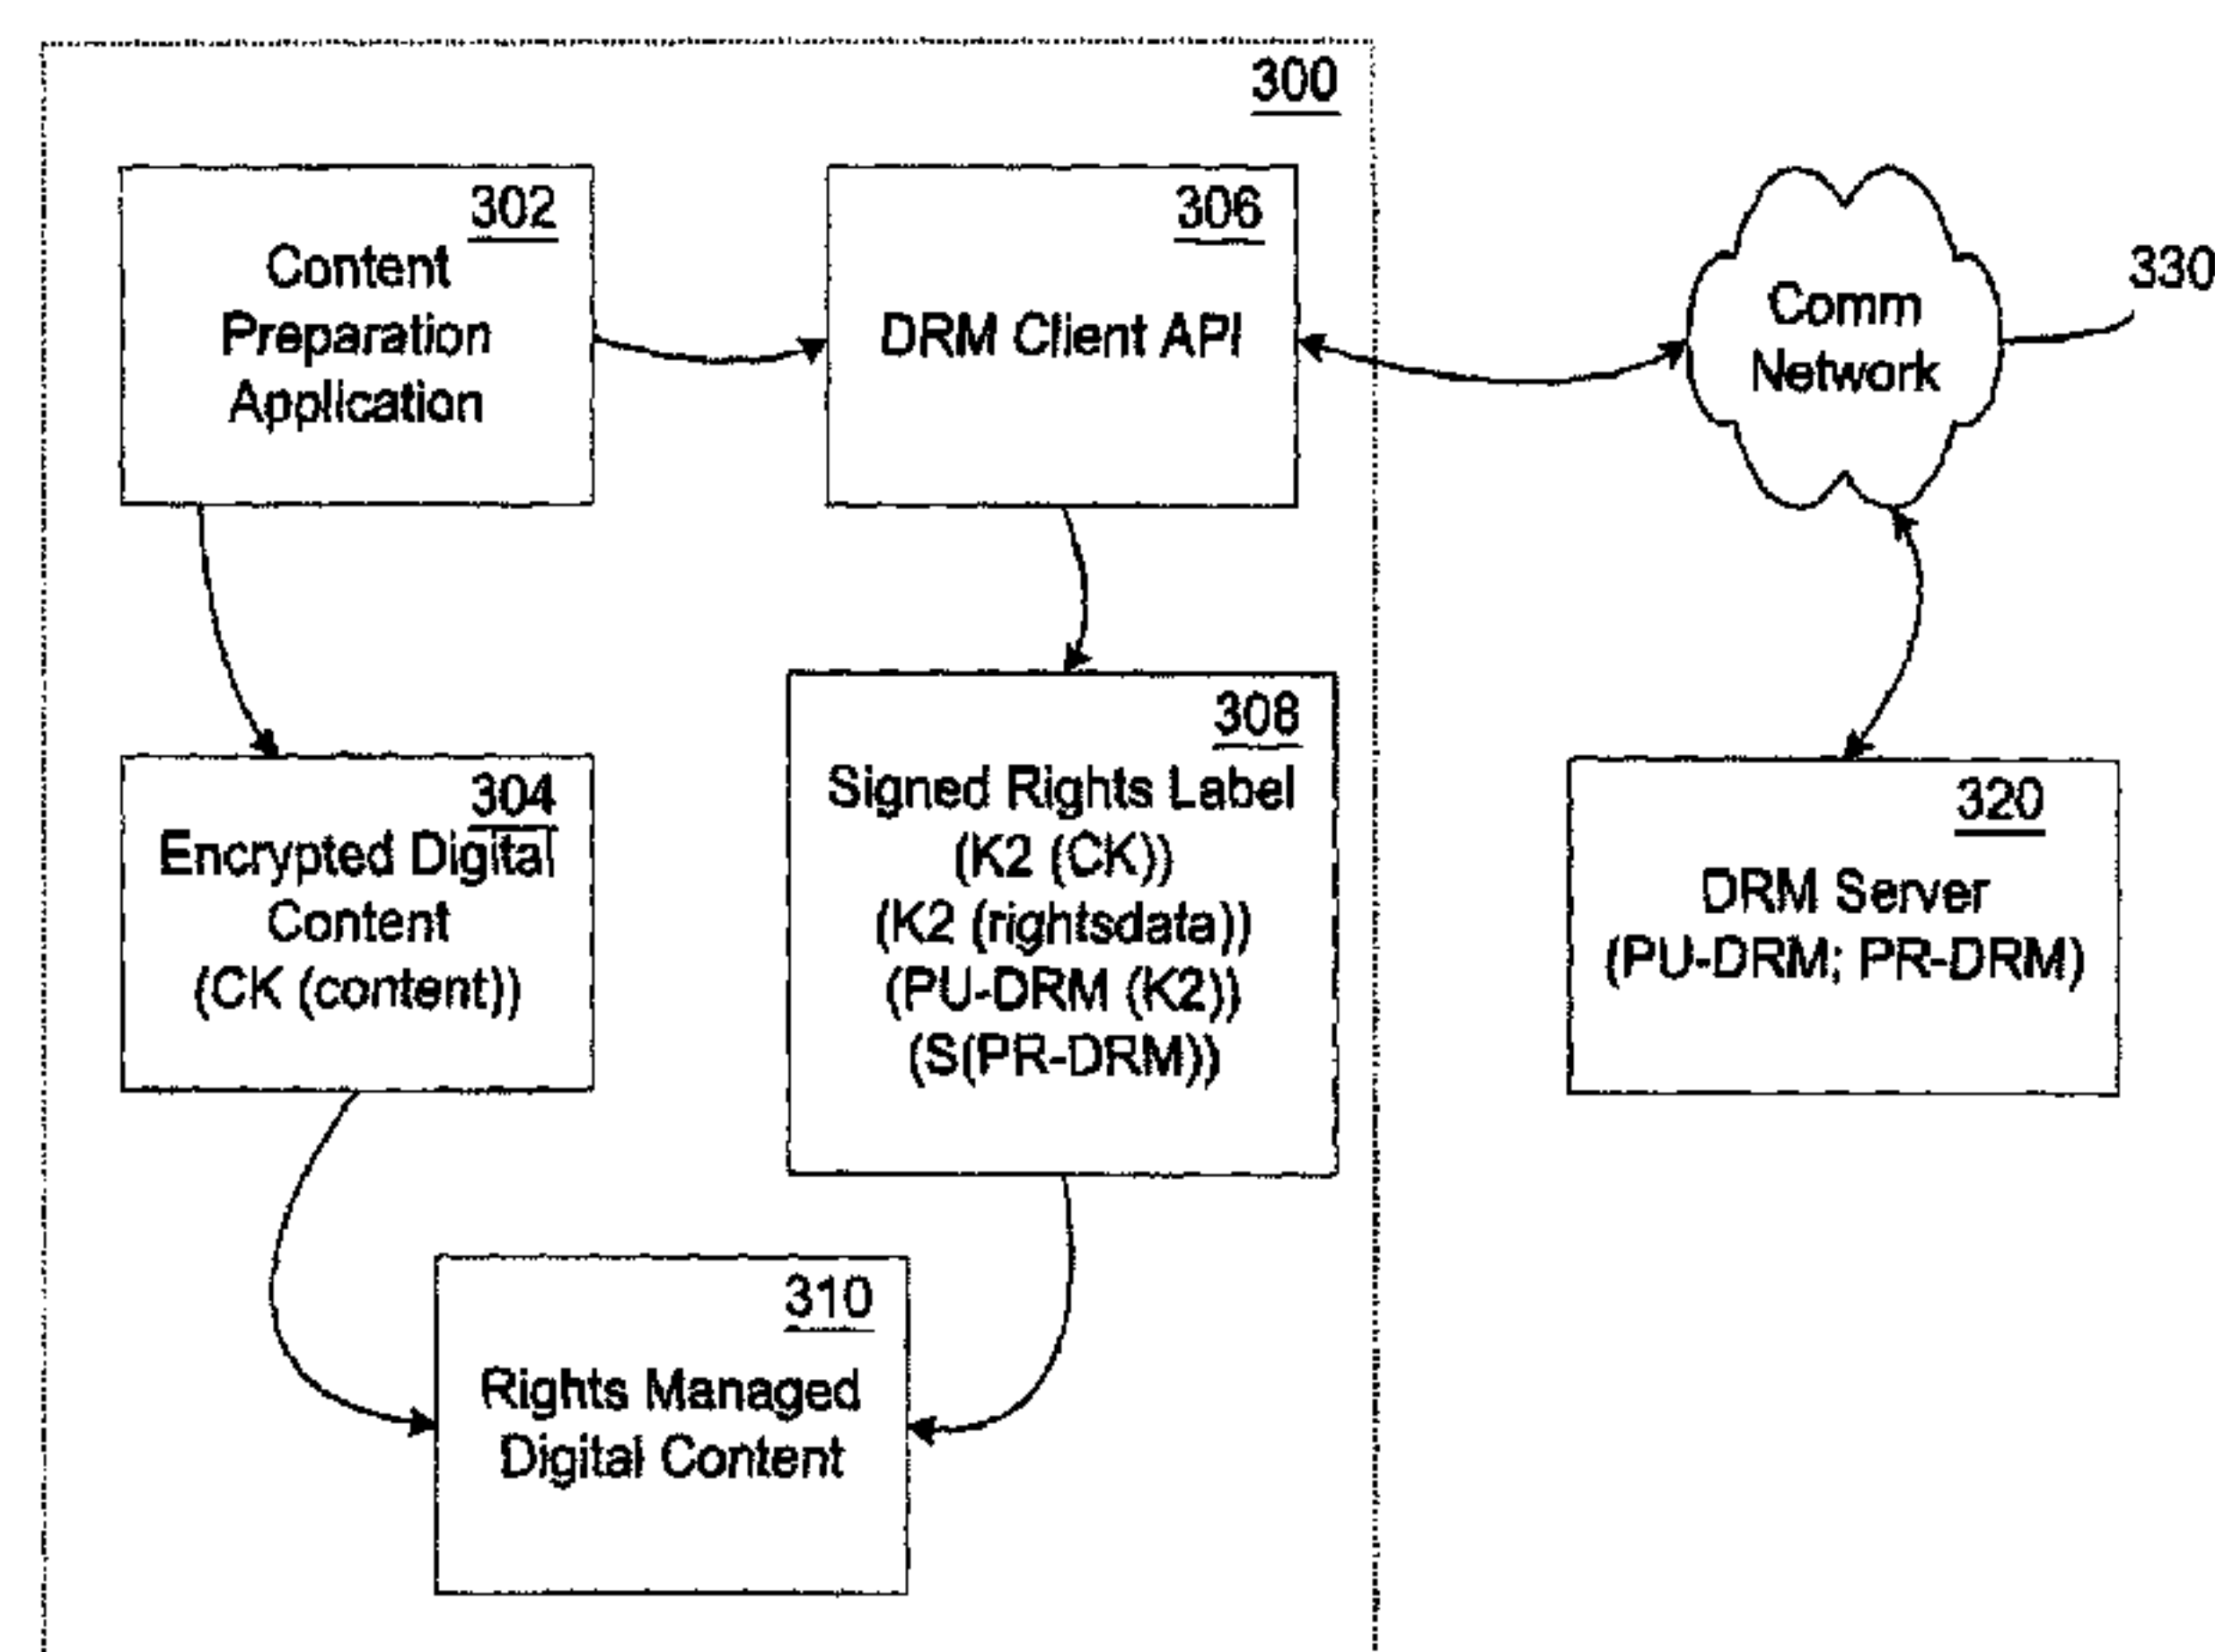 300
302
Content
Preparation
Application
306
DRM Client API
Comm
Network
330
304
Encrypted Digital
Content
(CK (content))
308
Signed Rights Label
(K2 (CK))
(K2 (rightsdata))
(PU-DRM (K2))
(S(PR-DRM))
320
DRM Server
(PU-DRM; PR-DRM)
310
Rights Managed
Digital Content